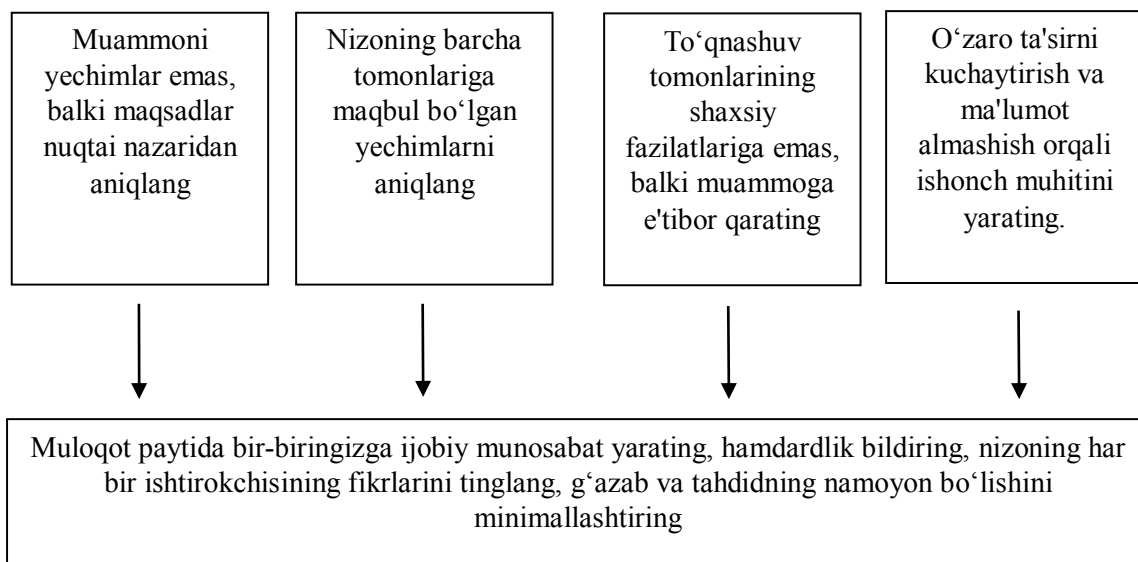 Muammoni
yechimlar emas,
balki maqsadlar
nuqtai nazaridan
aniqlang
Nizoning barcha
tomonlariga
maqbul bo‘lgan
yechimlarni
aniqlang
To‘qnashuv
tomonlarining
shaxsiy
fazilatlariga emas,
balki muammoga
e'tibor qarating
O‘zaro ta'sirni
kuchaytirish va
ma'lumot
almashish orqali
ishonch muhitini
yarating.
Muloqot paytida bir-biringizga ijobiy munosabat yarating, hamdardlik bildiring, nizoning har
bir ishtirokchisining fikrlarini tinglang, g‘azab va tahdidning namoyon bo‘lishini
minimallashtiring